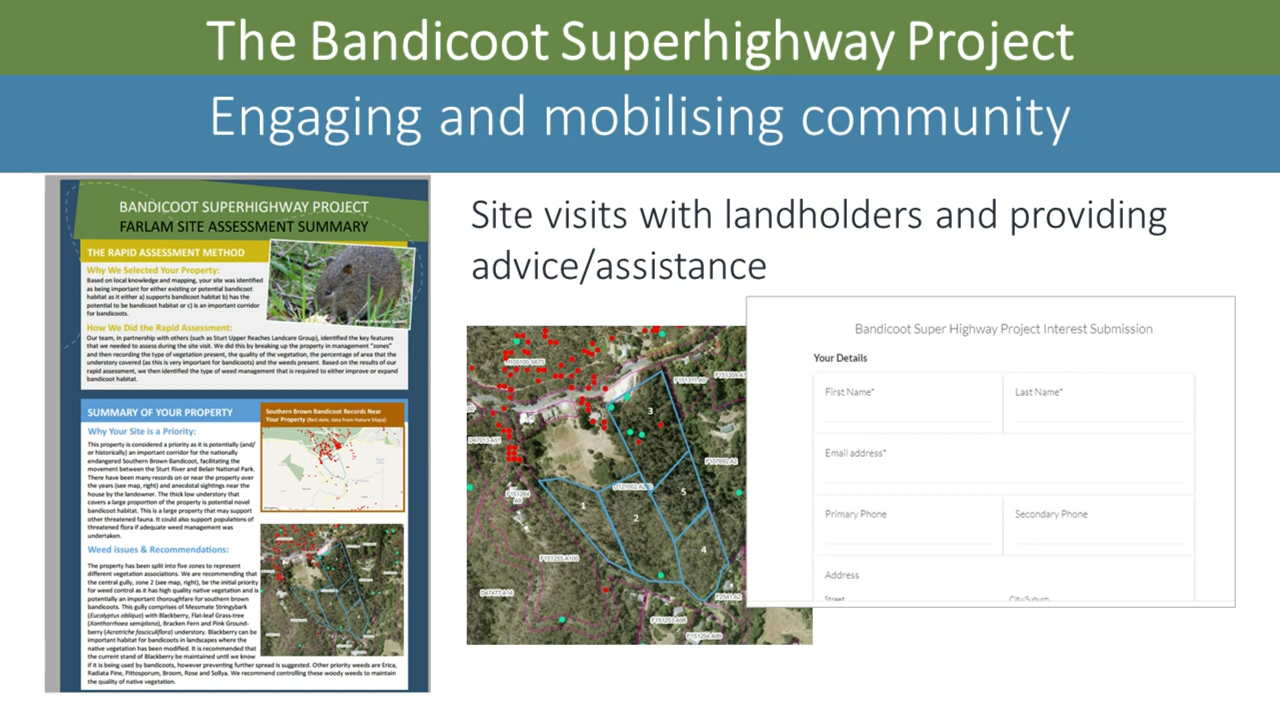 The Bandicoot Superhighway Project
Engaging and mobilising community
BANDICOOT SUPERHIGHWAY PROJECT
FARLAM SITE ASSESSMENT SUMMARY
THE RAPID ASSESSMENT METHOD
Why We Selected Your Property:
Based on local knowledge and mapping, your site was identified
as being important for either existing or potential bandicoot
habitat as it either a) supports bandicoot habitat b) has the
potential to be bandicoot habitat or c) is an important corridor
for bandicoots.
How We Did the Rapid Assessment:
Our team, in partnership with others (such as Sturt Upper Reaches Landcare Group), identified the key features
that we needed to assess during the site visit. We did this by breaking up the property in management "zones"
and then recording the type of vegetation present, the quality of the vegetation, the percentage of area that the
understory covered (as this is very important for bandicoots) and the weeds present. Based on the results of our
rapid assessment, we then identified the type of weed management that is required to either improve or expand
bandicoot habitat.
SUMMARY OF YOUR PROPERTY
Why Your Site is a Priority:
This property is considered a priority as it is potentially (and/
or historically) an important corridor for the nationally
endangered Southern Brown Bandicoot, facilitating the
movement between the Sturt River and Belair National Park.
There have been many records on or near the property over
the years (see map, right) and anecdotal sightings near the
house by the landowner. The thick low understory that
covers a large proportion of the property is potential novel
bandicoot habitat. This is a large property that may support
other threatened fauna. It could also support populations of
threatened flora if adequate weed management was
undertaken.
Southern Brown Bandicoot Records Near
Your Property (Red dots; data from Nature Maps)
Weed issues & Recommendations:
The property has been split into five zones to represent
different vegetation associations. We are recommending that
the central gully, zone 2 (see map, right), be the initial priority
for weed control as it has high quality native vegetation and is
potentially an important thoroughfare for southern brown
bandicoots. This gully comprises of Messmate Stringybark
(Eucalyptus obliqua) with Blackberry, Flat-leaf Grass-tree
(Xanthorrhoea semiplana), Bracken Fern and Pink Ground-
berry (Acrotriche fasciculiflora) understory. Blackberry can be
important habitat for bandicoots in landscapes where the
native vegetation has been modified. It is recommended that
the current stand of Blackberry be maintained until we know
if it is being used by bandicoots, however preventing further spread is suggested. Other priority weeds are Erica,
Radiata Pine, Pittosporum, Broom, Rose and Sollya. We recommend controlling these woody weeds to maintain
the quality of native vegetation.
Site visits with landholders and providing
advice/assistance
3
5
1
2
4
Bandicoot Super Highway Project Interest Submission
Your Details
First Name*
Last Name*
Email address*
Primary Phone
Secondary Phone
Address
Street
City/Suburb